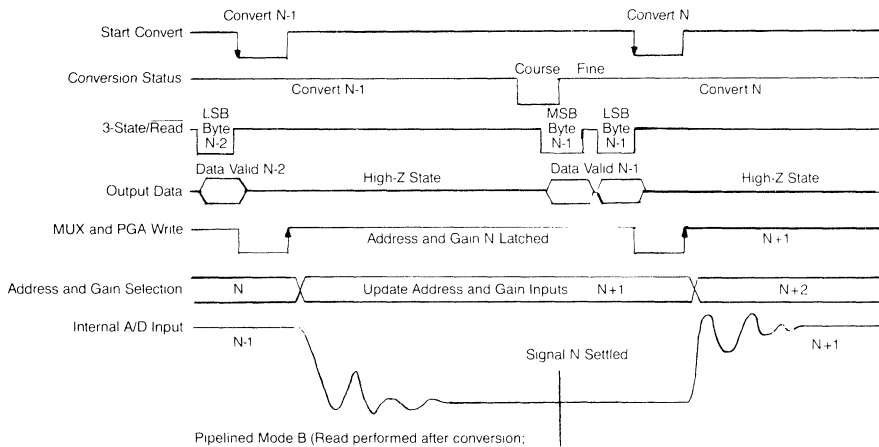 Convert N-1
Convert N
Start Convert
Conversion Status
Course
Fine
Convert N-1
Convert N
3-State/Read
LSB
Byte
N-2
MSB
Byte
N-1
LSB
Byte
N-1
Data Valid N-2
Data Valid N-1
Output Data
High-Z State
High-Z State
MUX and PGA Write
Address and Gain N Latched
N+1
Address and Gain Selection
N
Update Address and Gain Inputs
N+1
N+2
Internal A/D Input
N-1
Signal N Settled
N+1
Pipelined Mode B (Read performed after conversion;